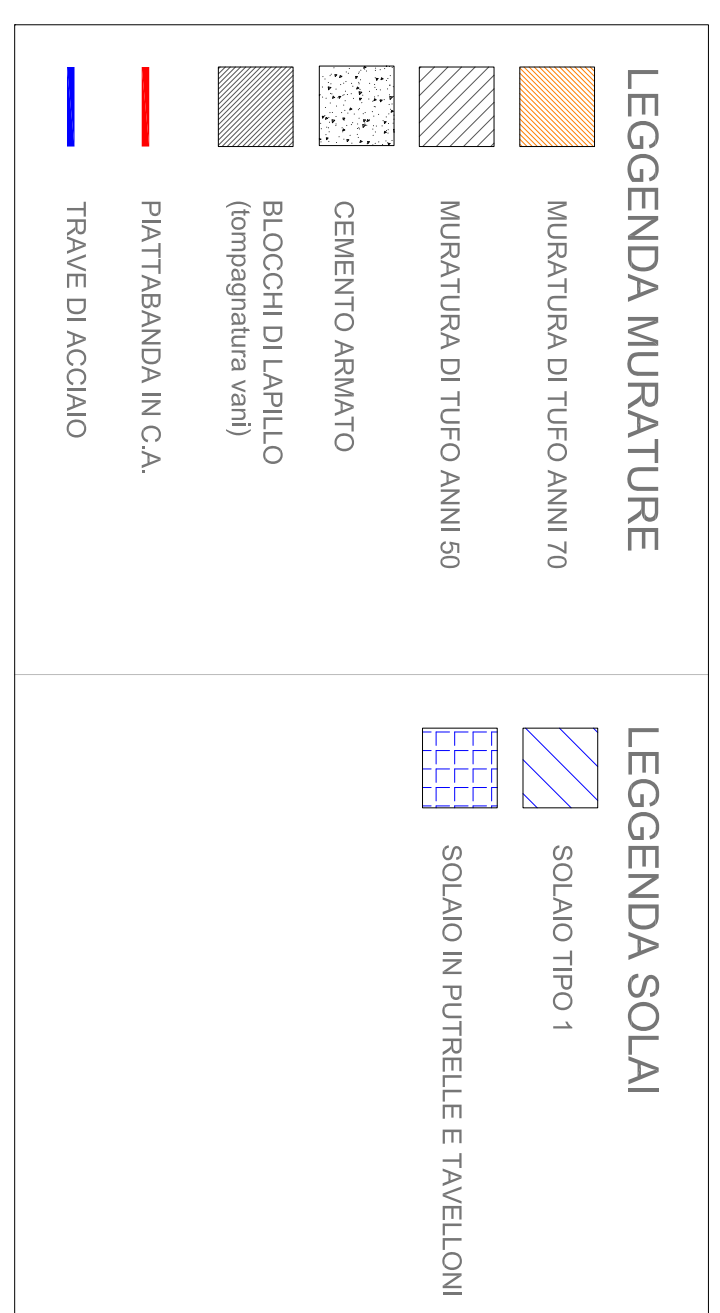 LEGGENDA MURATURE
MURATURA DI TUFO ANNI 70
MURATURA DI TUFO ANNI 50
CEMENTO ARMATO
BLOCCHI DI LAPILLO
(tompagnatura vani)
PIATTABANDA IN C.A.
TRAVE DI ACCIAIO
LEGGENDA SOLAI
SOLAIO TIPO 1
SOLAIO IN PUTRELLE E TAVELLONI